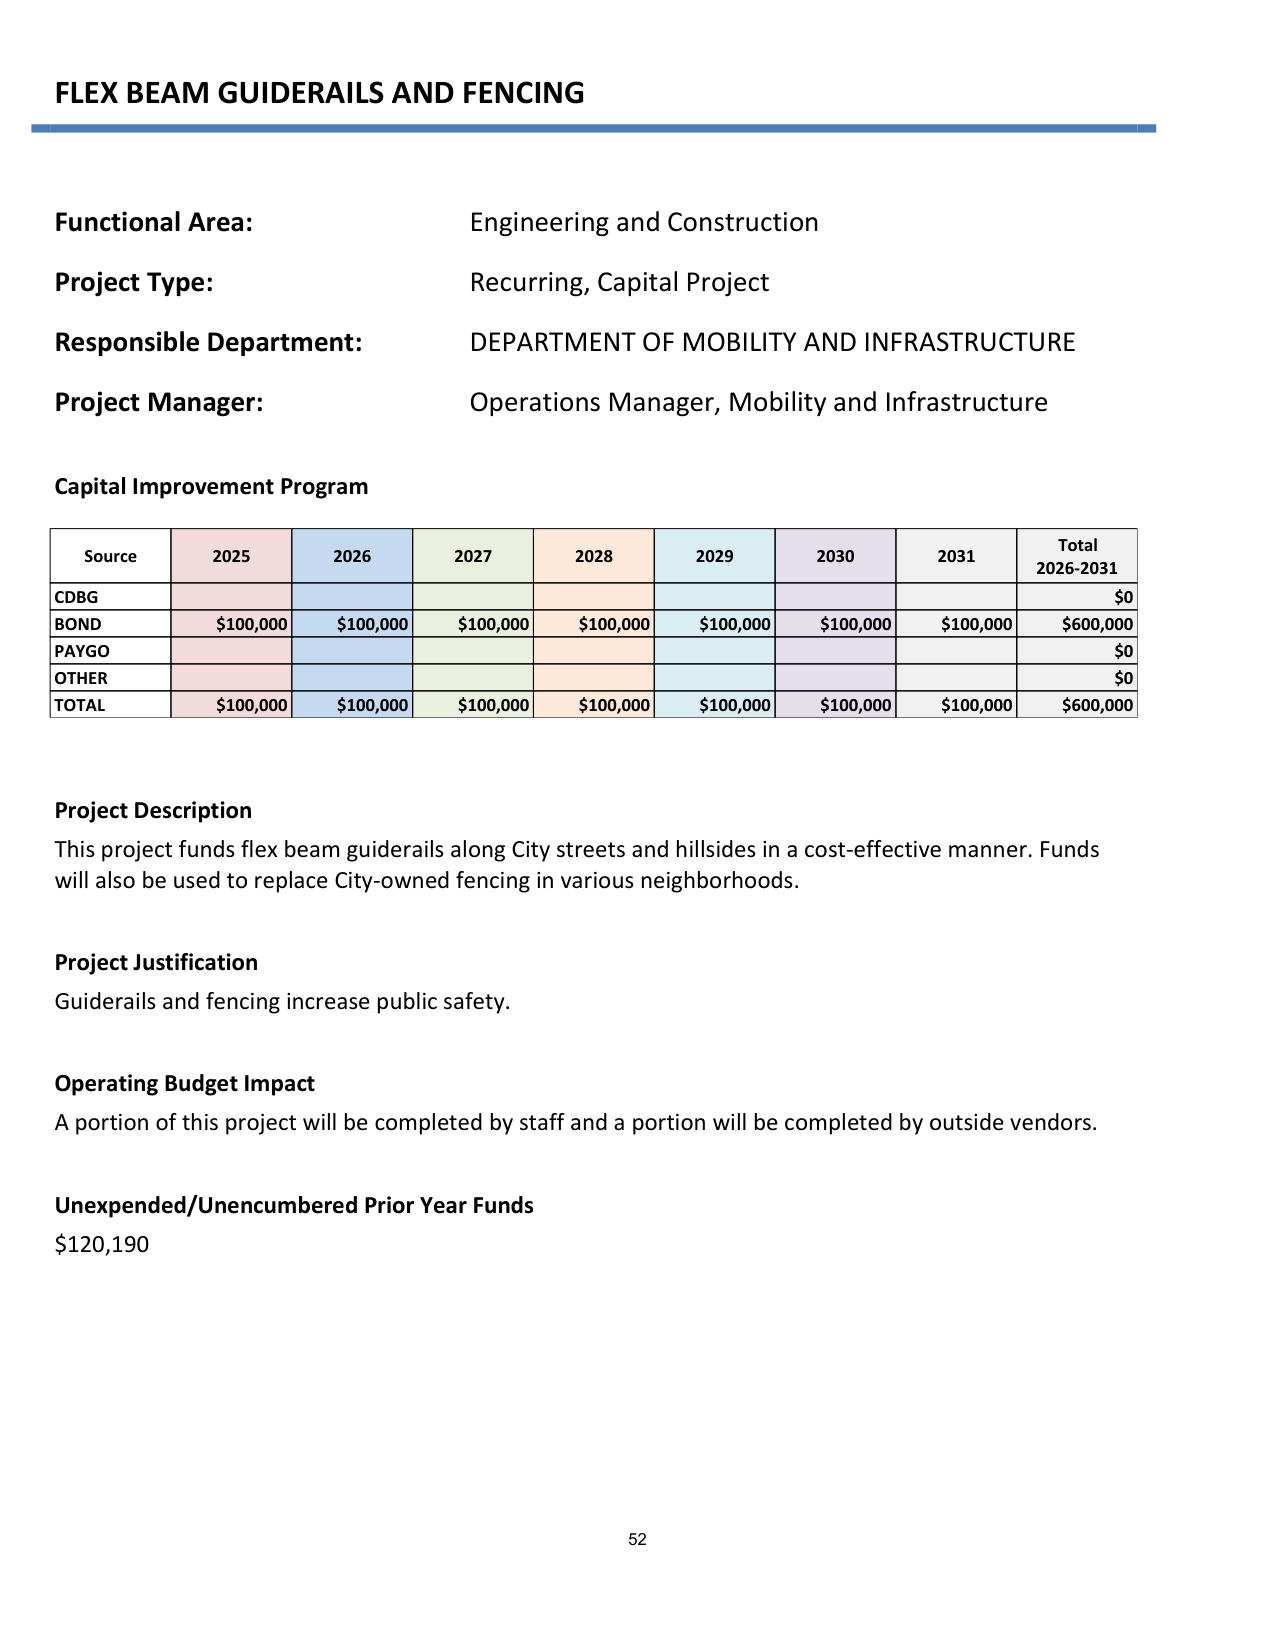 FLEX BEAM GUIDERAILS AND FENCING
Functional Area: Engineering and Construction
Project Type: Recurring, Capital Project
Responsible Department: DEPARTMENT OF MOBILITY AND INFRASTRUCTURE
Project Manager: Operations Manager, Mobility and Infrastructure
Capital Improvement Program
Source 2025 2026 2027 2028 2029 2030 2031 Total 2026-2031
CDBG $0
BOND $100,000 $100,000 $100,000 $100,000 $100,000 $100,000 $100,000 $600,000
PAYGO $0
OTHER $0
TOTAL $100,000 $100,000 $100,000 $100,000 $100,000 $100,000 $100,000 $600,000
Project Description
This project funds flex beam guiderails along City streets and hillsides in a cost-effective manner. Funds
will also be used to replace City-owned fencing in various neighborhoods.
Project Justification
Guiderails and fencing increase public safety.
Operating Budget Impact
A portion of this project will be completed by staff and a portion will be completed by outside vendors.
Unexpended/Unencumbered Prior Year Funds
$120,190
52